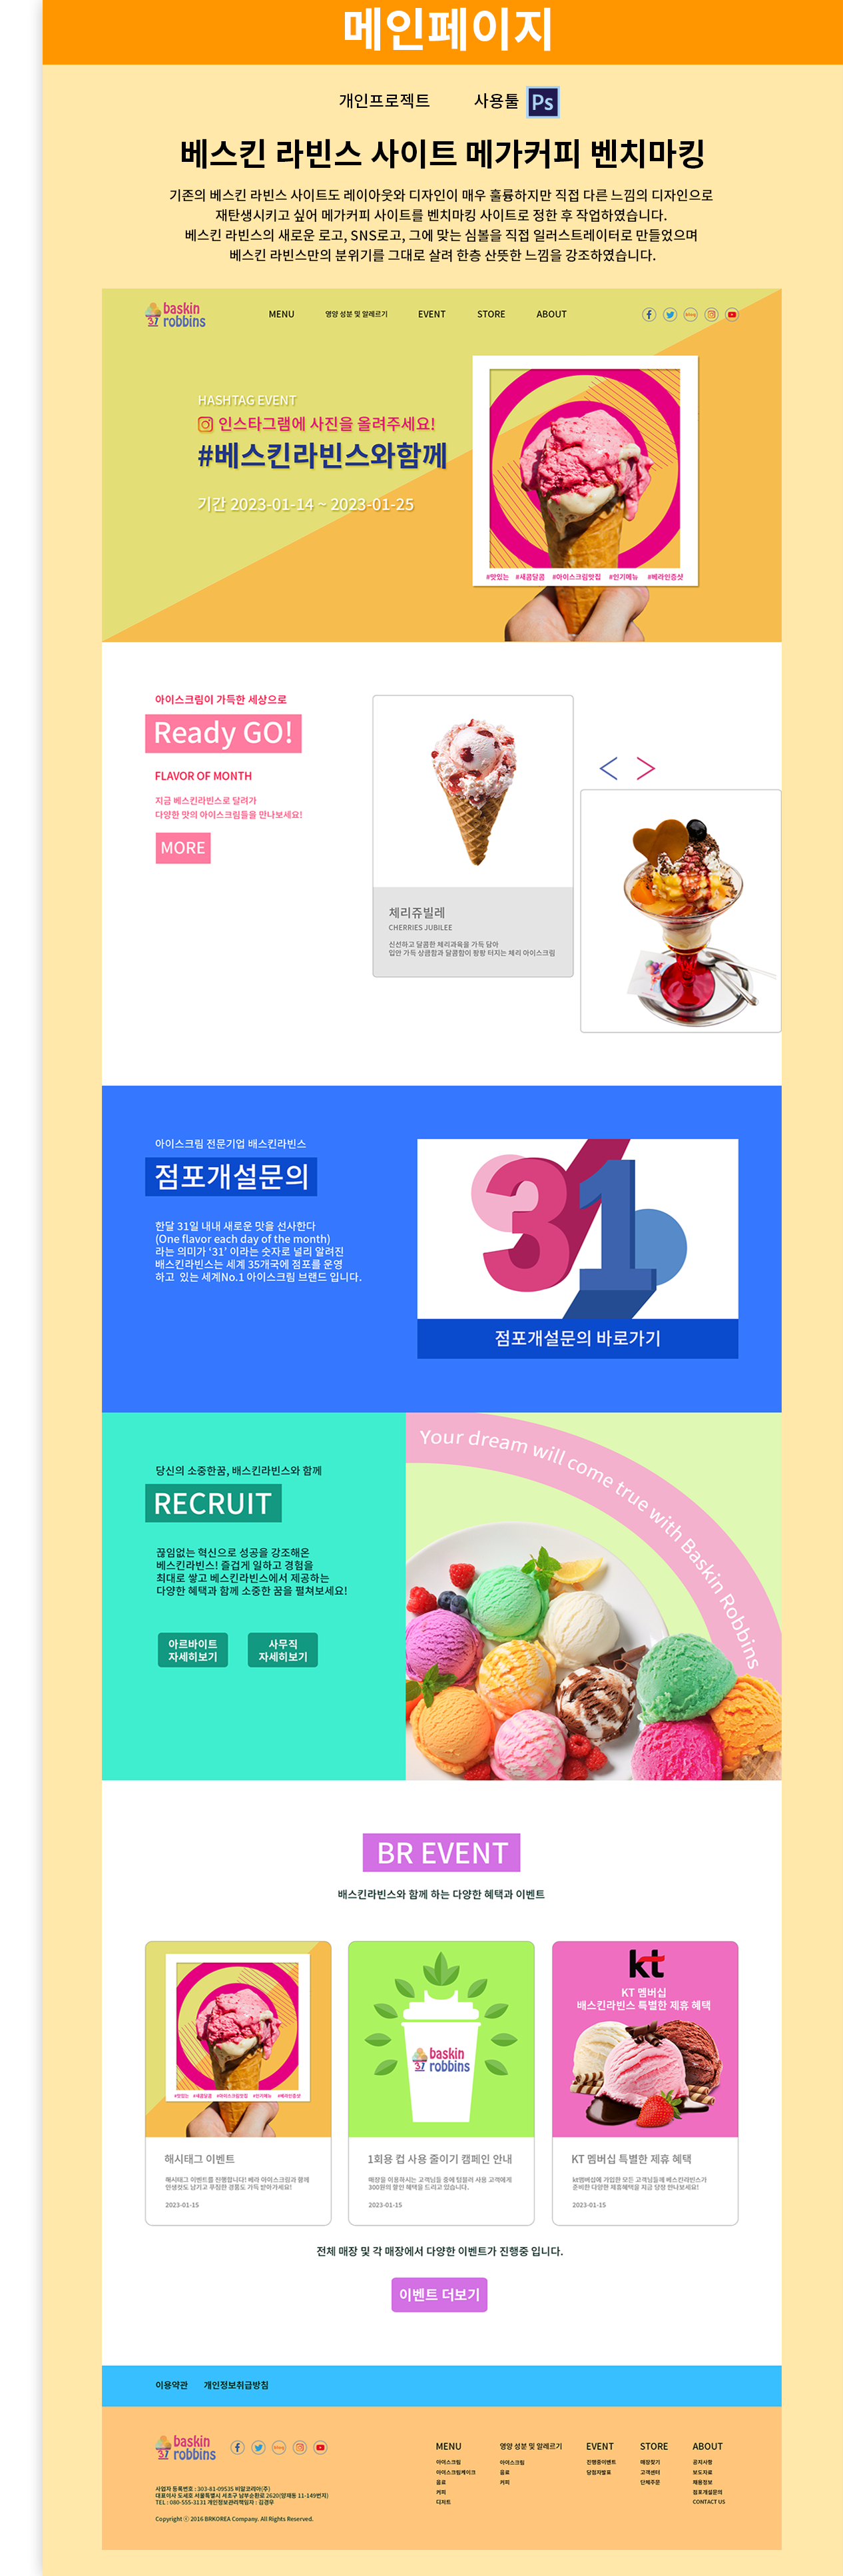 메인페이지
개인프로젝트 사용툴 Ps
베스킨 라빈스 사이트 메가커피 벤치마킹
기존의 베스킨 라빈스 사이트도 레이아웃와 디자인이 매우 훌륭하지만 직접 다른 느낌의 디자인으로
재탄생시키고 싶어 메가커피 사이트를 벤치마킹 사이트로 정한 후 작업하였습니다.
베스킨 라빈스의 새로운 로고, SNS로고, 그에 맞는 심볼을 직접 일러스트레이터로 만들었으며
베스킨 라빈스만의 분위기를 그대로 살려 한층 산뜻한 느낌을 강조하였습니다.
baskin
31 robbins
MENU 영양 성분 및 알레르기 EVENT STORE ABOUT
blog
HASHTAG EVENT
인스타그램에 사진을 올려주세요!
#베스킨라빈스와함께
기간 2023-01-14 ~ 2023-01-25
#맛있는 #새콤달콤 #아이스크림맛집 #인기메뉴 #베라인증샷
아이스크림이 가득한 세상으로
Ready GO!
FLAVOR OF MONTH
지금 베스킨라빈스로 달려가
다양한 맛의 아이스크림들을 만나보세요!
MORE
체리쥬빌레
CHERRIES JUBILEE
신선하고 달콤한 체리과육을 가득 담아
입안 가득 상큼함과 달콤함이 팡팡 터지는 체리 아이스크림
아이스크림 전문기업 배스킨라빈스
점포개설문의
한달 31일 내내 새로운 맛을 선사한다
(One flavor each day of the month)
라는 의미가 ‘31’ 이라는 숫자로 널리 알려진
배스킨라빈스는 세계 35개국에 점포를 운영
하고 있는 세계No.1 아이스크림 브랜드 입니다.
31
점포개설문의 바로가기
당신의 소중한꿈, 배스킨라빈스와 함께
RECRUIT
끊임없는 혁신으로 성공을 강조해온
베스킨라빈스! 즐겁게 일하고 경험을
최대로 쌓고 베스킨라빈스에서 제공하는
다양한 혜택과 함께 소중한 꿈을 펼쳐보세요!
아르바이트
자세히보기
사무직
자세히보기
Your dream will come true with Baskin Robbins
BR EVENT
배스킨라빈스와 함께 하는 다양한 혜택과 이벤트
#맛있는 #새콤달콤 #아이스크림맛집 #인기메뉴 #베라인증샷
baskin
31 robbins
kt
KT 멤버십
배스킨라빈스 특별한 제휴 혜택
해시태그 이벤트
해시태그 이벤트를 진행합니다! 베라 아이스크림과 함께
인생샷도 남기고 푸짐한 경품도 가득 받아가세요!
2023-01-15
1회용 컵 사용 줄이기 캠페인 안내
매장을 이용하시는 고객님들 중에 텀블러 사용 고객에게
300원의 할인 혜택을 드리고 있습니다.
2023-01-15
KT 멤버십 특별한 제휴 혜택
kt멤버십에 가입한 모든 고객님들께 베스킨라빈스가
준비한 다양한 제휴혜택을 지금 당장 만나보세요!
2023-01-15
전체 매장 및 각 매장에서 다양한 이벤트가 진행중 입니다.
이벤트 더보기
이용약관 개인정보취급방침
baskin
31 robbins
blog
사업자 등록번호 : 303-81-09535 비알코리아(주)
대표이사 도세호 서울특별시 서초구 남부순환로 2620(양재동 11-149번지)
TEL : 080-555-3131 개인정보관리책임자 : 김경우
Copyright ⓒ 2016 BRKOREA Company. All Rights Reserved.
MENU
아이스크림
아이스크림케이크
음료
커피
디저트
영양 성분 및 알레르기
아이스크림
음료
커피
EVENT
진행중이벤트
당첨자발표
STORE
매장찾기
고객센터
단체주문
ABOUT
공지사항
보도자료
채용정보
점포개설문의
CONTACT US